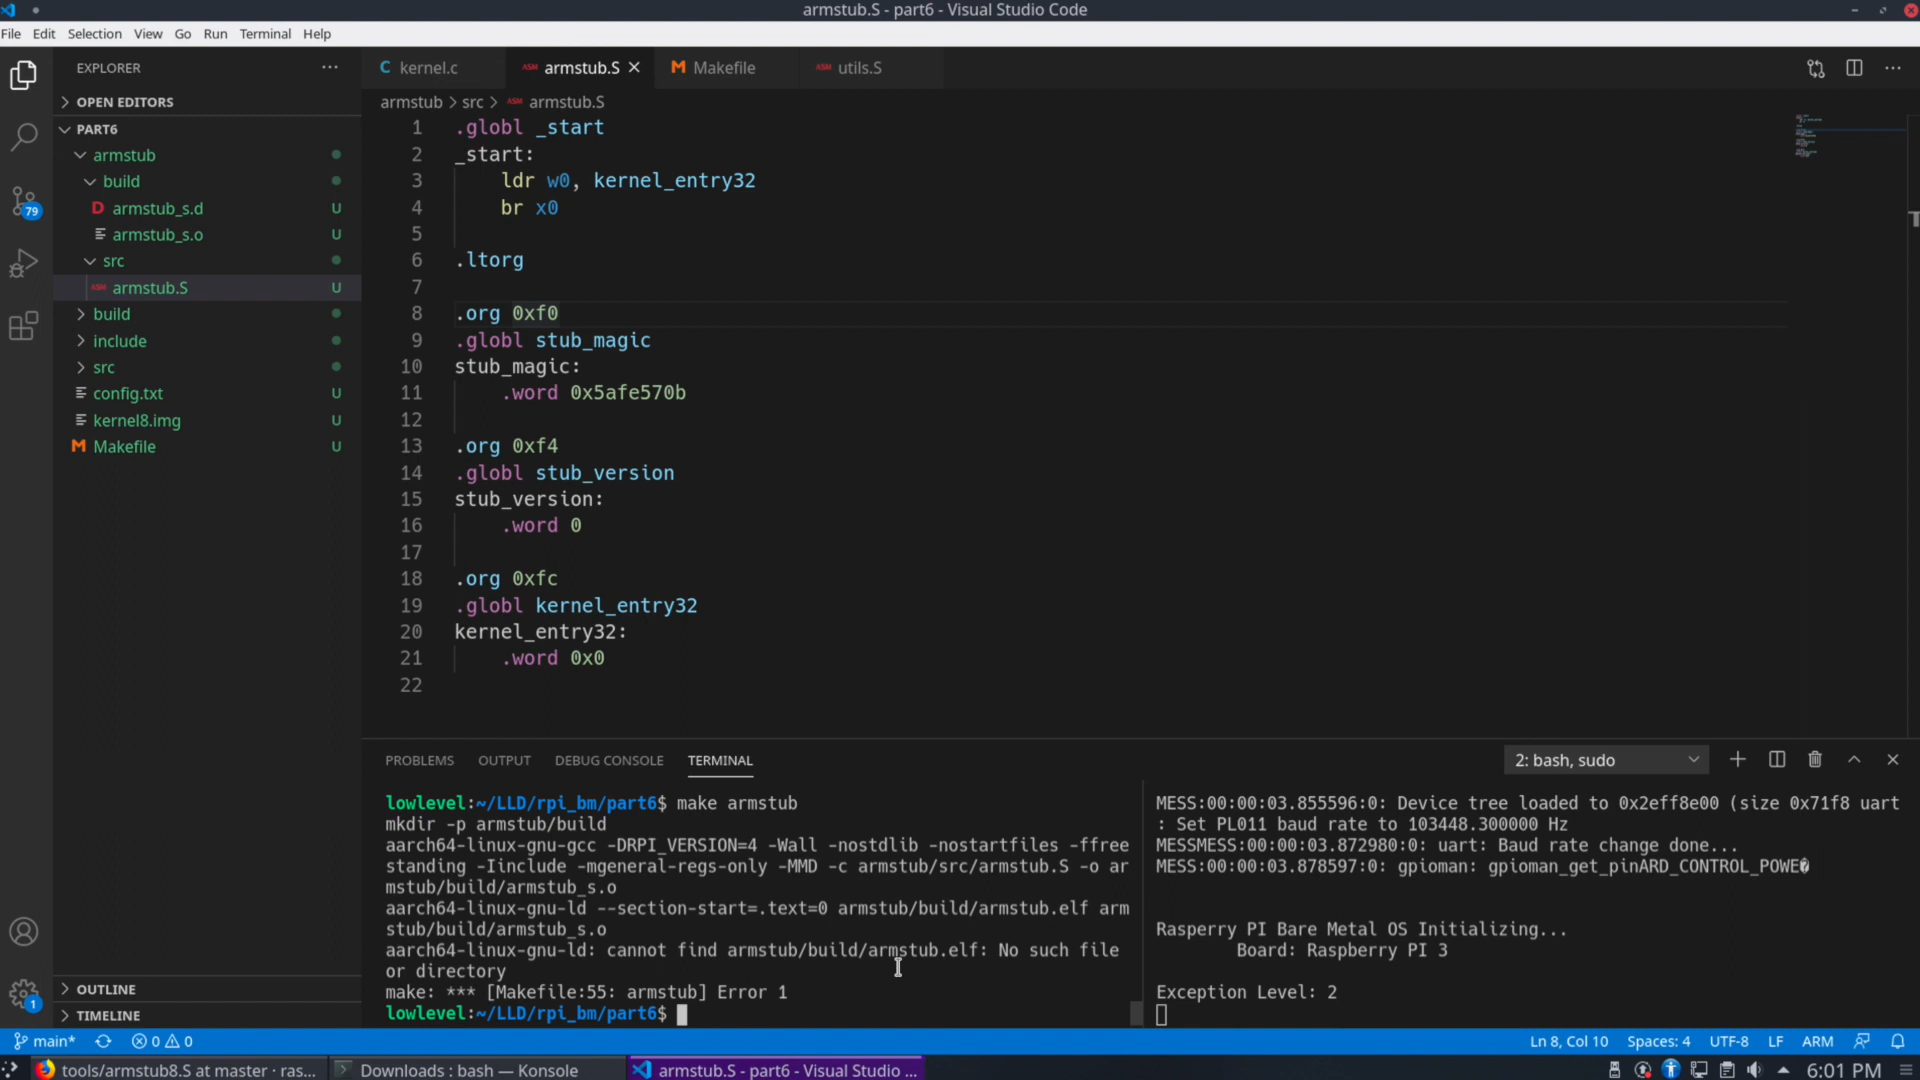 armstub.S - part6 - Visual Studio Code
File Edit Selection View Go Run Terminal Help
EXPLORER
OPEN EDITORS
PART6
armstub
build
armstub_s.d U
armstub_s.o U
src
armstub.S U
build
include
src
config.txt U
kernel8.img U
Makefile U
OUTLINE
TIMELINE
79
1
kernel.c armstub.S Makefile utils.S
armstub > src > armstub.S
1 .globl _start
2 _start:
3 ldr w0, kernel_entry32
4 br x0
5
6 .ltorg
7
8 .org 0xf0
9 .globl stub_magic
10 stub_magic:
11 .word 0x5afe570b
12
13 .org 0xf4
14 .globl stub_version
15 stub_version:
16 .word 0
17
18 .org 0xfc
19 .globl kernel_entry32
20 kernel_entry32:
21 .word 0x0
22
PROBLEMS OUTPUT DEBUG CONSOLE TERMINAL
2: bash, sudo
lowlevel:~/LLD/rpi_bm/part6$ make armstub
mkdir -p armstub/build
aarch64-linux-gnu-gcc -DRPI_VERSION=4 -Wall -nostdlib -nostartfiles -ffree
standing -Iinclude -mgeneral-regs-only -MMD -c armstub/src/armstub.S -o ar
mstub/build/armstub_s.o
aarch64-linux-gnu-ld --section-start=.text=0 armstub/build/armstub.elf arm
stub/build/armstub_s.o
aarch64-linux-gnu-ld: cannot find armstub/build/armstub.elf: No such file
or directory
make: *** [Makefile:55: armstub] Error 1
lowlevel:~/LLD/rpi_bm/part6$
MESS:00:00:03.855596:0: Device tree loaded to 0x2eff8e00 (size 0x71f8 uart
: Set PL011 baud rate to 103448.300000 Hz
MESSMESS:00:00:03.872980:0: uart: Baud rate change done...
MESS:00:00:03.878597:0: gpioman: gpioman_get_pinARD_CONTROL_POWE�
Rasperry PI Bare Metal OS Initializing...
Board: Raspberry PI 3
Exception Level: 2
main* 0 0 Ln 8, Col 10 Spaces: 4 UTF-8 LF ARM
tools/armstub8.S at master · ras... Downloads : bash — Konsole armstub.S - part6 - Visual Studio ... 6:01 PM